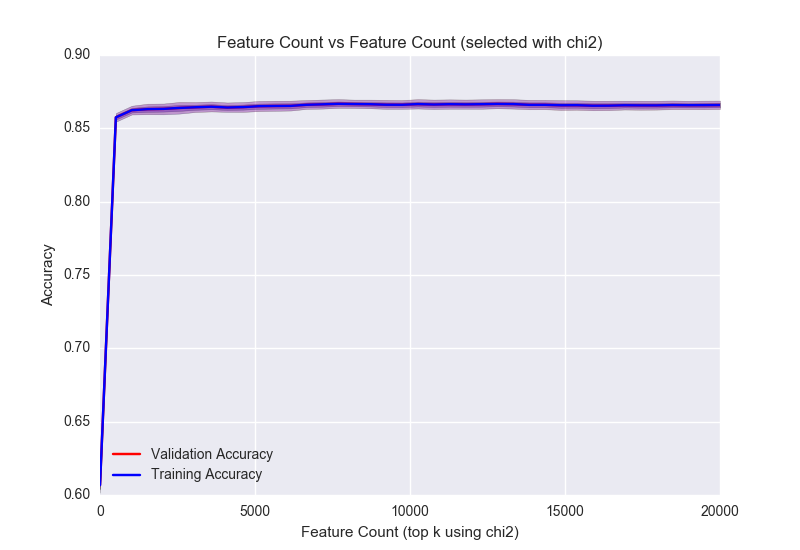 Feature Count vs Feature Count (selected with chi2)
0.90
0.85
0.80
0.75
0.70
0.65
0.60
Accuracy
Validation Accuracy
Training Accuracy
0 5000 10000 15000 20000
Feature Count (top k using chi2)